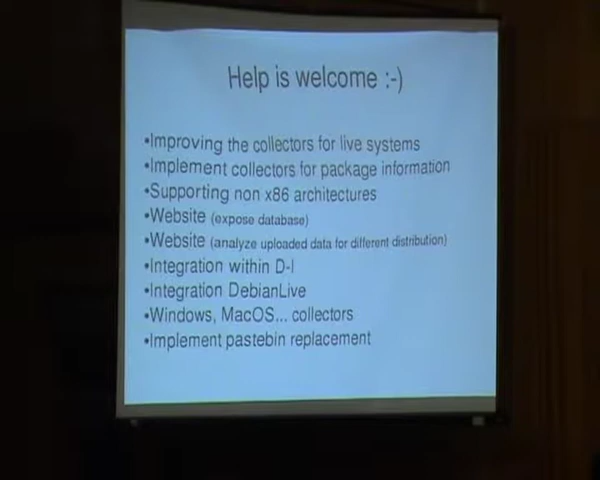 Help is welcome :-)
•Improving the collectors for live systems
•Implement collectors for package information
•Supporting non x86 architectures
•Website (expose database)
•Website (analyze uploaded data for different distribution)
•Integration within D-I
•Integration DebianLive
•Windows, MacOS... collectors
•Implement pastebin replacement